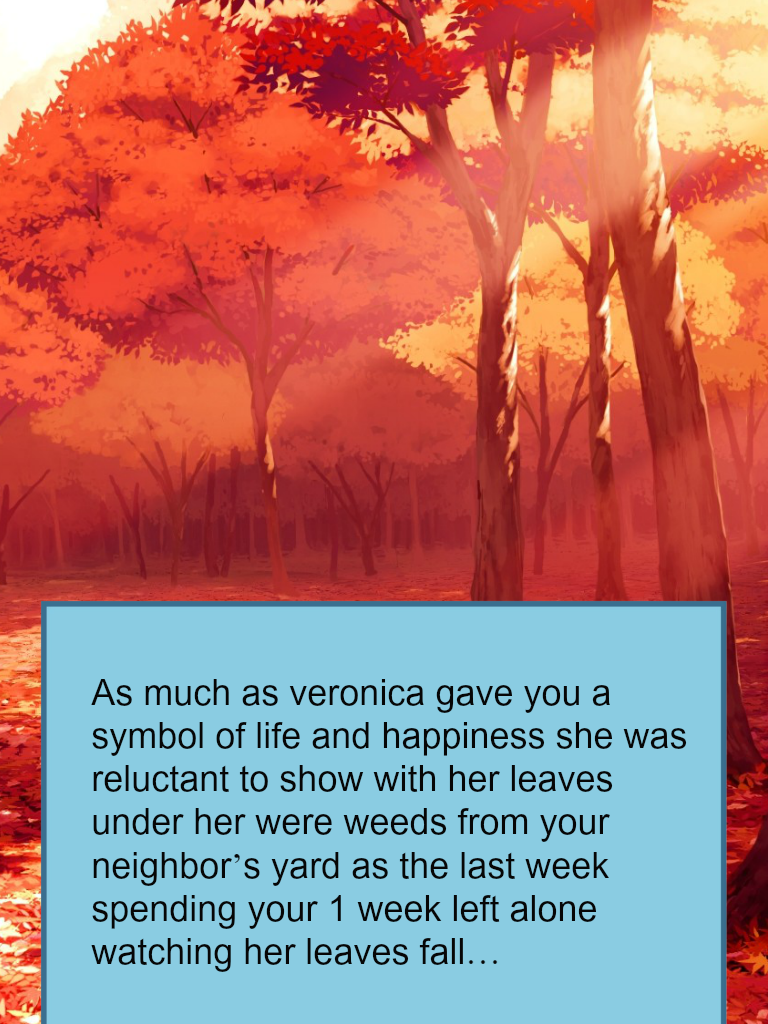 As much as veronica gave you a
symbol of life and happiness she was
reluctant to show with her leaves
under her were weeds from your
neighbor’s yard as the last week
spending your 1 week left alone
watching her leaves fall…